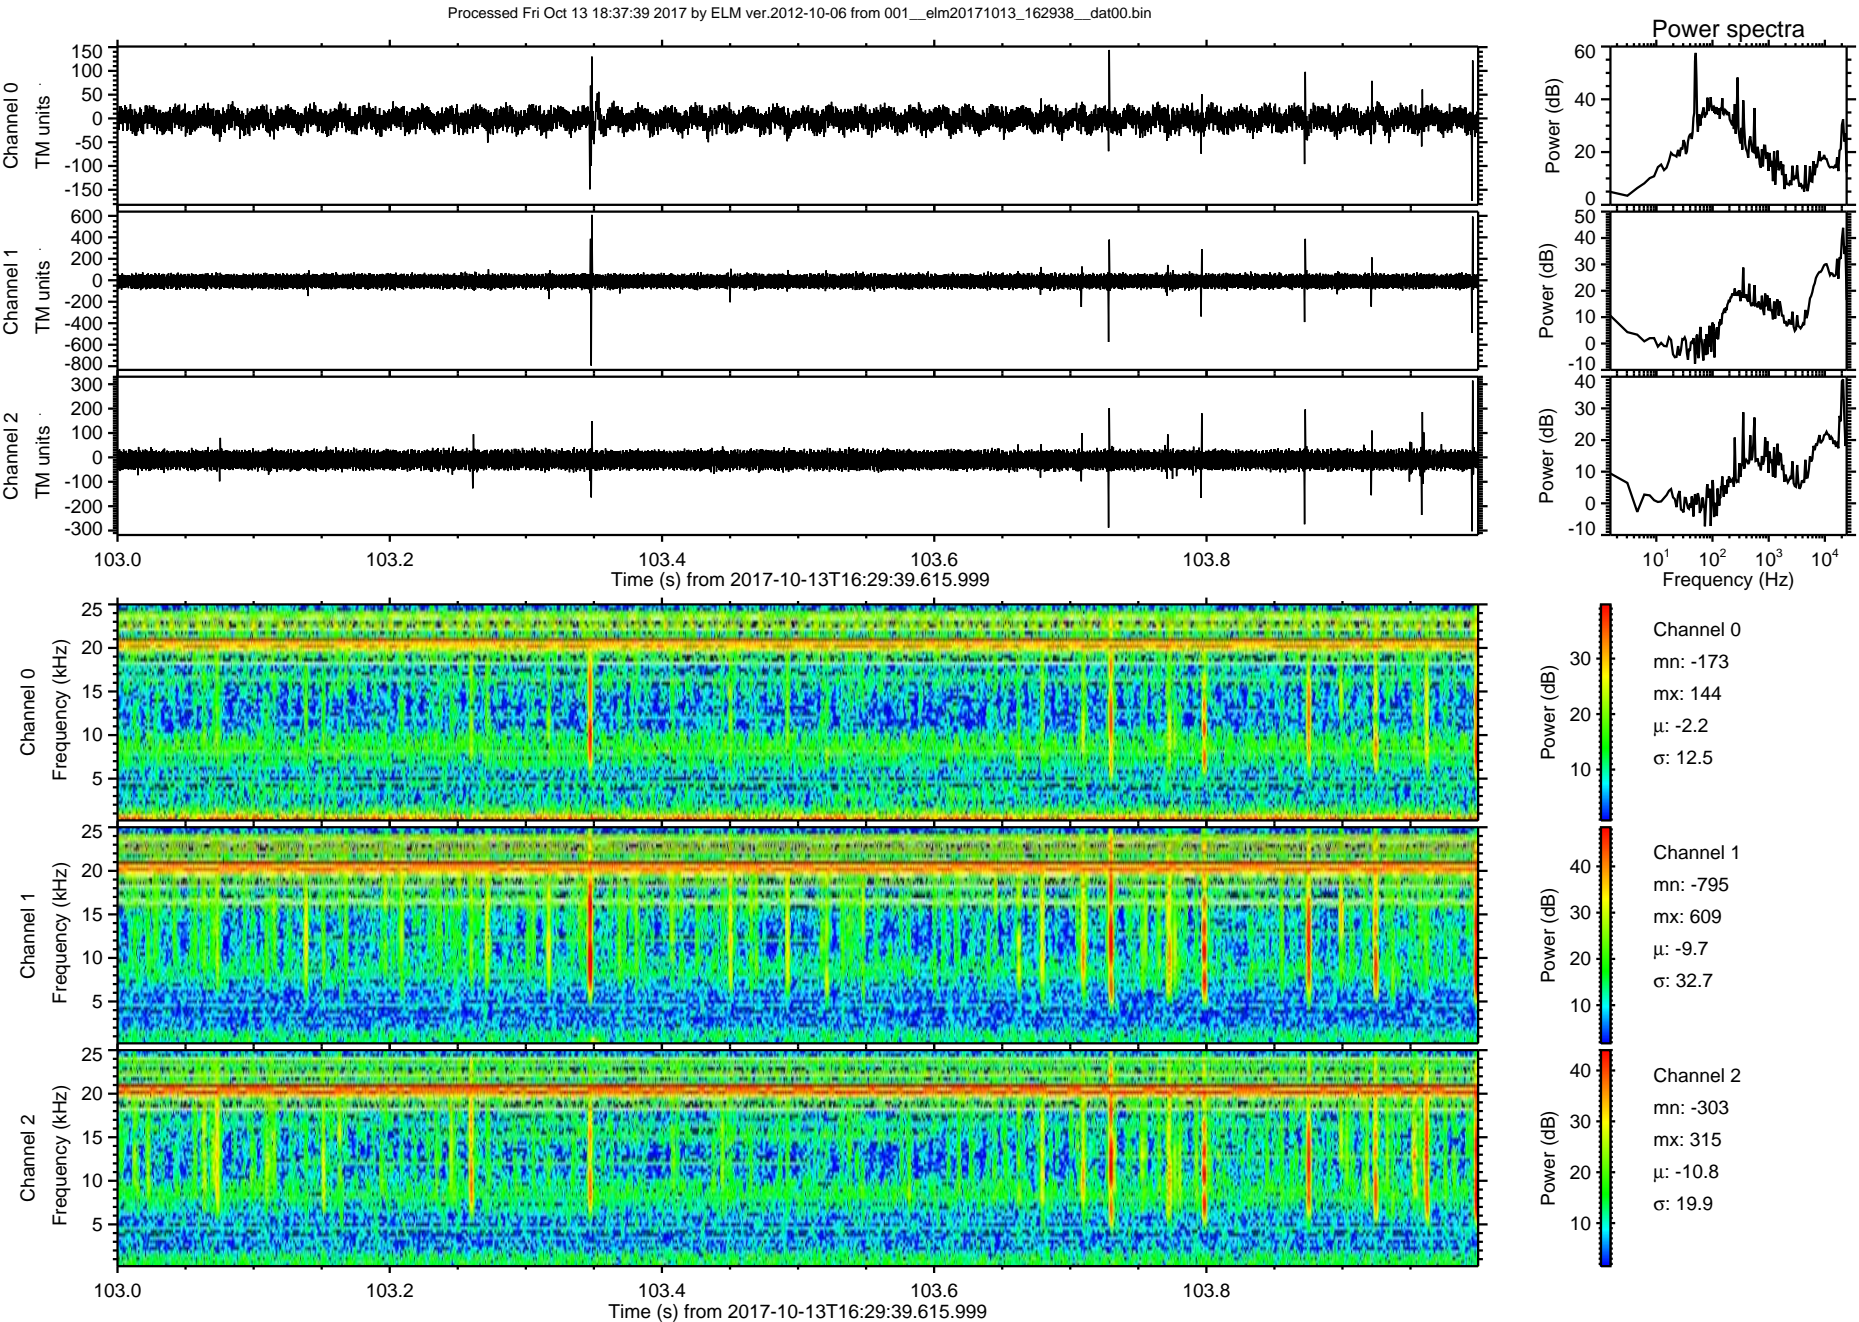 Processed Fri Oct 13 18:37:39 2017 by ELM ver.2012-10-06 from 001__elm20171013_162938__dat00.bin
Power spectra
Channel 0
TM units
150
100
50
0
-50
-100
-150
Power (dB)
60
40
20
0
Channel 1
TM units
600
400
200
0
-200
-400
-600
-800
Power (dB)
50
40
30
20
10
0
-10
Channel 2
TM units
300
200
100
0
-100
-200
-300
Power (dB)
40
30
20
10
0
-10
103.0 103.2 103.4 103.6 103.8
Time (s) from 2017-10-13T16:29:39.615.999
10¹ 10² 10³ 10⁴
Frequency (Hz)
Channel 0
Frequency (kHz)
25
20
15
10
5
Power (dB)
30
20
10
Channel 0
mn: -173
mx: 144
µ: -2.2
σ: 12.5
Channel 1
Frequency (kHz)
25
20
15
10
5
Power (dB)
40
30
20
10
Channel 1
mn: -795
mx: 609
µ: -9.7
σ: 32.7
Channel 2
Frequency (kHz)
25
20
15
10
5
Power (dB)
40
30
20
10
Channel 2
mn: -303
mx: 315
µ: -10.8
σ: 19.9
103.0 103.2 103.4 103.6 103.8
Time (s) from 2017-10-13T16:29:39.615.999